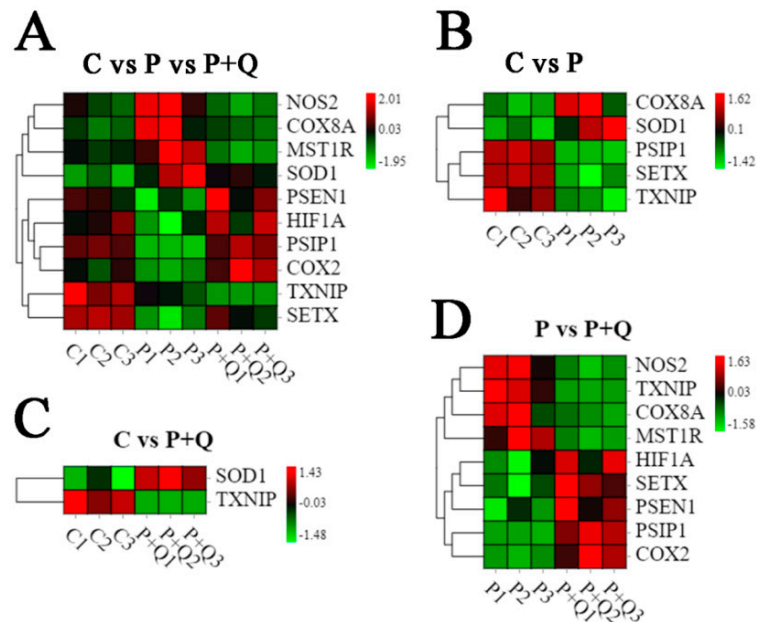 A
C vs P vs P+Q
NOS2
COX8A
MST1R
SOD1
PSEN1
HIF1A
PSIP1
COX2
TXNIP
SETX
2.01
0.03
-1.95
C1
C2
C3
P1
P2
P3
P+Q1
P+Q2
P+Q3
B
C vs P
COX8A
SOD1
PSIP1
SETX
TXNIP
1.62
0.1
-1.42
C1
C2
C3
P1
P2
P3
C
C vs P+Q
SOD1
TXNIP
1.43
-0.03
-1.48
C1
C2
C3
P+Q1
P+Q2
P+Q3
D
P vs P+Q
NOS2
TXNIP
COX8A
MST1R
HIF1A
SETX
PSEN1
PSIP1
COX2
1.63
0.03
-1.58
P1
P2
P3
P+Q1
P+Q2
P+Q3